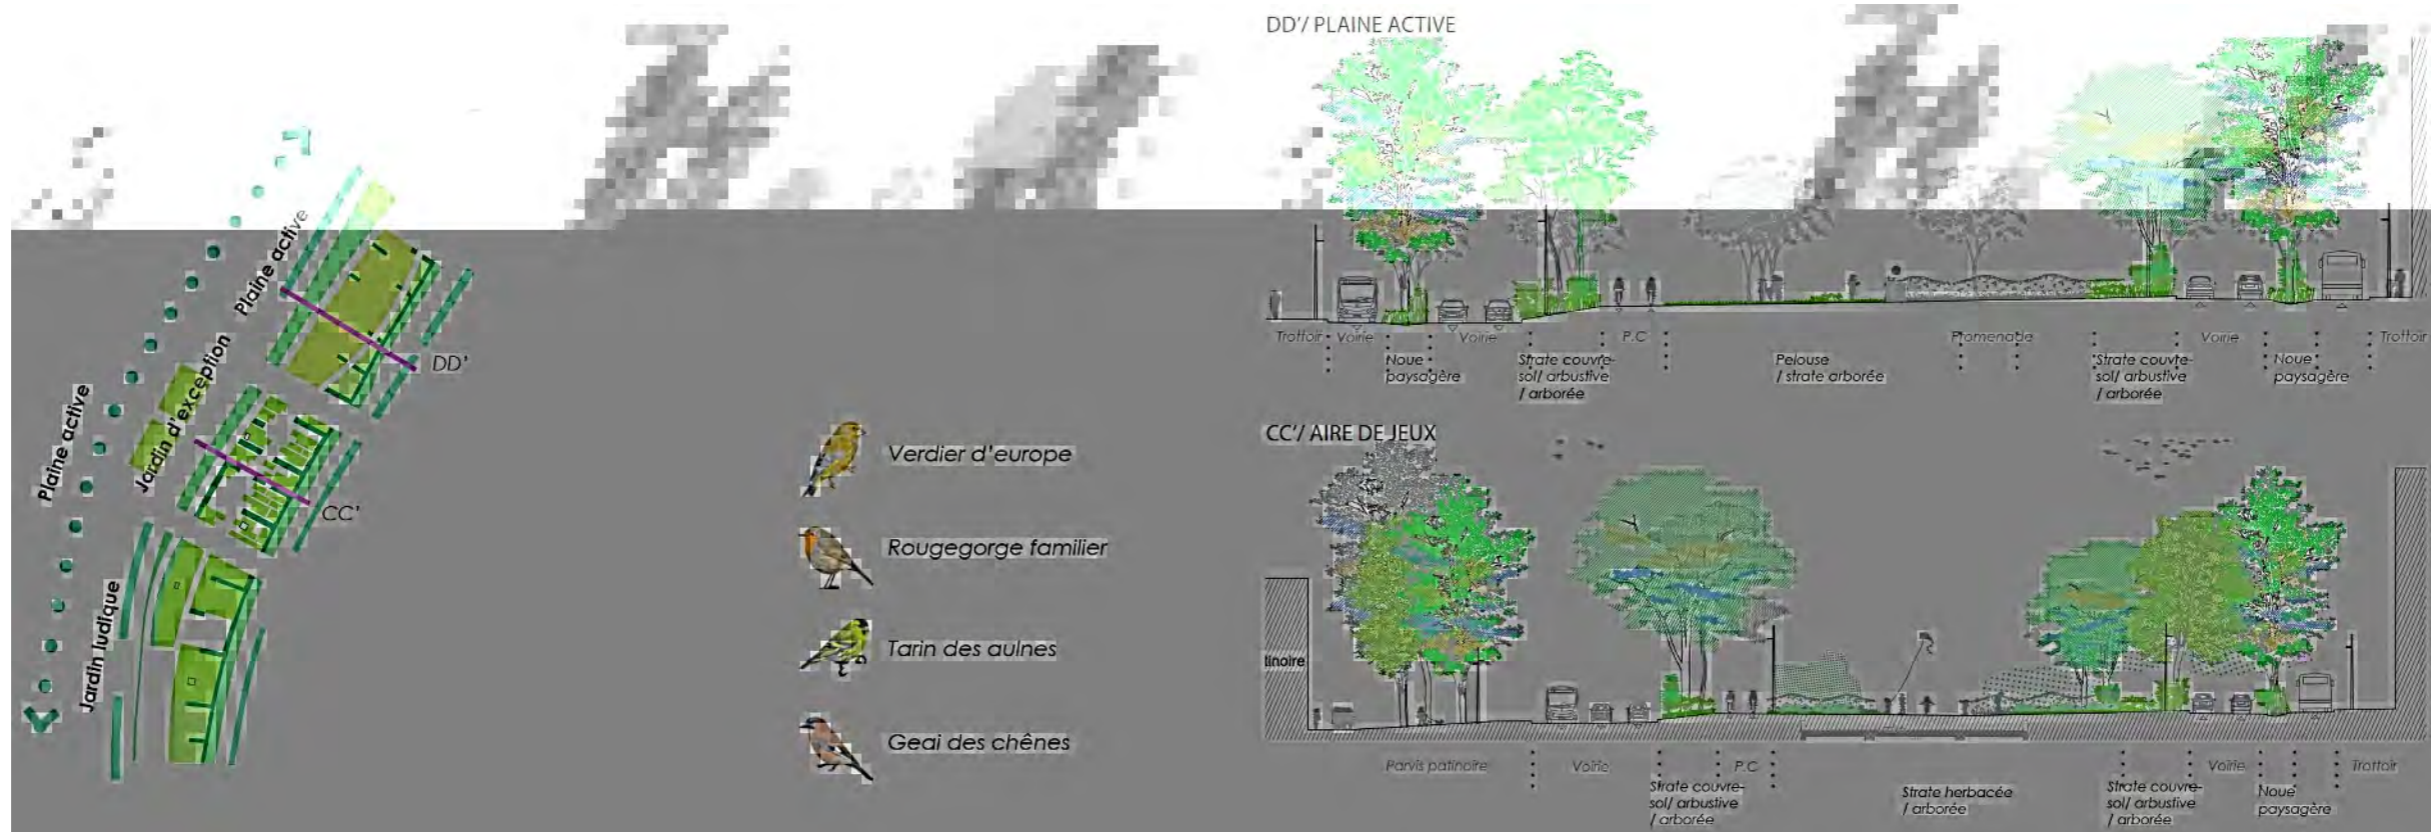 DD'/ PLAINE ACTIVE
Trottoir
Voirie
Noue
paysagère
Voirie
Strate couvre-
sol/ arbustive
/ arborée
P.C
Pelouse
/ strate arborée
Promenade
Strate couvre-
sol/ arbustive
/ arborée
Voirie
Noue
paysagère
Trottoir
Plaine active
DD'
Jardin d'exception
Plaine active
CC'
Jardin ludique
Verdier d'europe
Rougegorge familier
Tarin des aulnes
Geai des chênes
CC'/ AIRE DE JEUX
tinoire
Parvis patinoire
Voirie
Strate couvre-
sol/ arbustive
/ arborée
P.C
Strate herbacée
/ arborée
Strate couvre-
sol/ arbustive
/ arborée
Voirie
Noue
paysagère
Trottoir